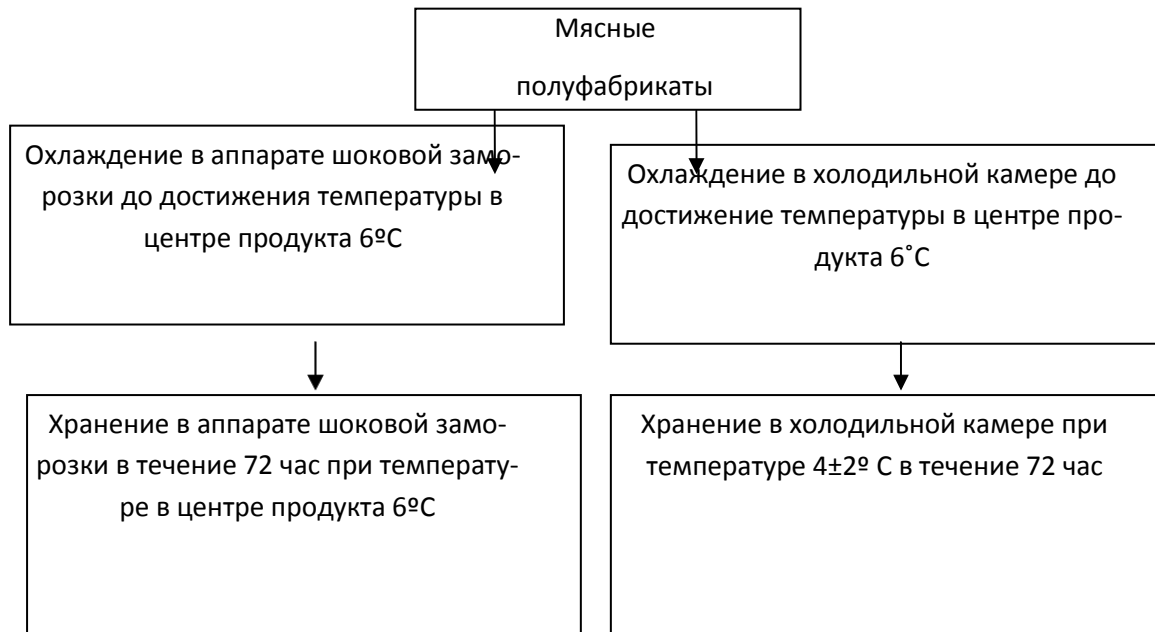 Мясные
полуфабрикаты
Охлаждение в аппарате шоковой замо-
розки до достижения температуры в
центре продукта 6ºС
Охлаждение в холодильной камере до
достижение температуры в центре про-
дукта 6˚С
Хранение в аппарате шоковой замо-
розки в течение 72 час при температу-
ре в центре продукта 6ºС
Хранение в холодильной камере при
температуре 4±2º С в течение 72 час